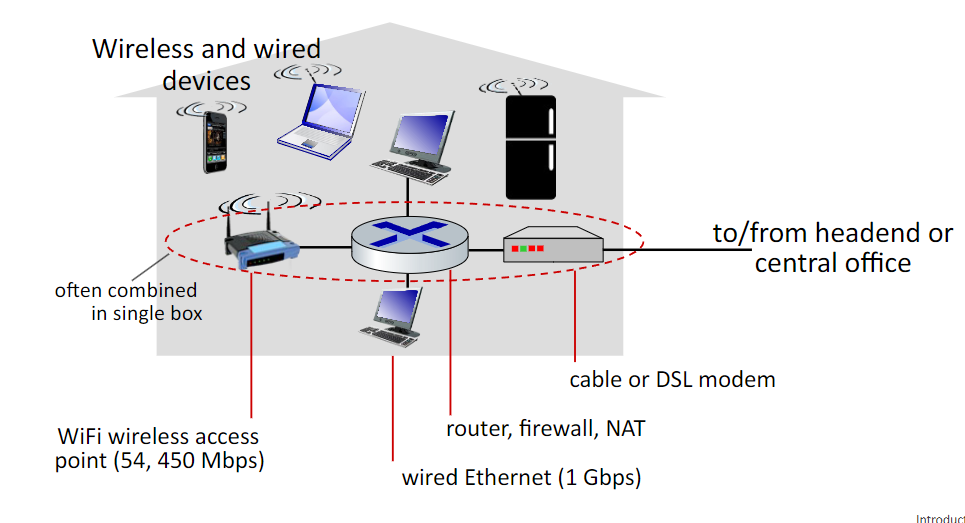 Wireless and wired
devices
to/from headend or
central office
often combined
in single box
cable or DSL modem
router, firewall, NAT
WiFi wireless access
point (54, 450 Mbps)
wired Ethernet (1 Gbps)